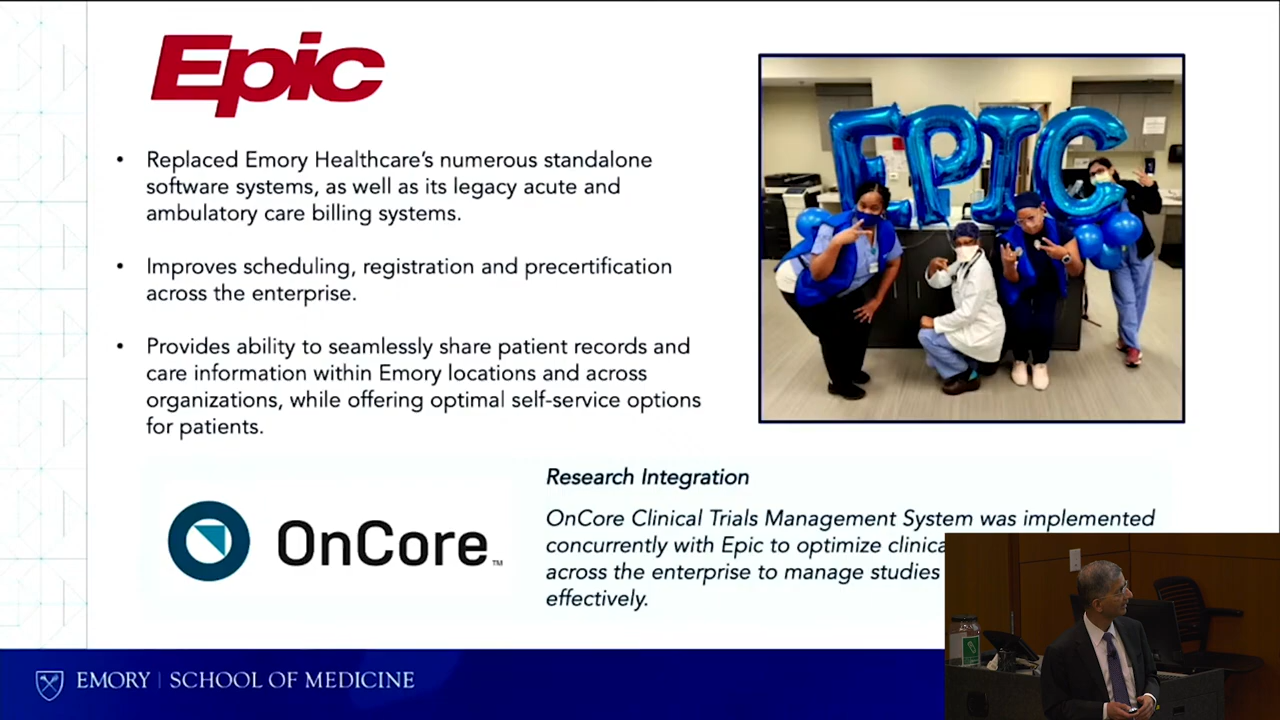 Epic
• Replaced Emory Healthcare's numerous standalone
software systems, as well as its legacy acute and
ambulatory care billing systems.
• Improves scheduling, registration and precertification
across the enterprise.
• Provides ability to seamlessly share patient records and
care information within Emory locations and across
organizations, while offering optimal self-service options
for patients.
EPIC
OnCore™
Research Integration
OnCore Clinical Trials Management System was implemented
concurrently with Epic to optimize
across the enterprise to manage studies
effectively.
EMORY | SCHOOL OF MEDICINE